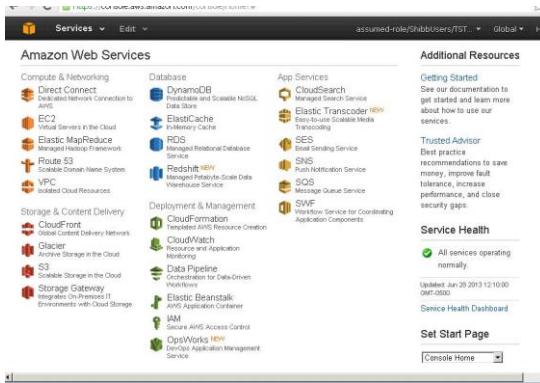 https://console.aws.amazon.com/console/home?#
Services Edit assumed-role/ShibbUsers/TST... Global
Amazon Web Services
Compute & Networking
Direct Connect
Dedicated Network Connection to
AWS
EC2
Virtual Servers in the Cloud
Elastic MapReduce
Managed Hadoop Framework
Route 53
Scalable Domain Name System
VPC
Isolated Cloud Resources
Storage & Content Delivery
CloudFront
Global Content Delivery Network
Glacier
Archive Storage in the Cloud
S3
Scalable Storage in the Cloud
Storage Gateway
Integrates On-Premises IT
Environments with Cloud Storage
Database
DynamoDB
Predictable and Scalable NoSQL
Data Store
ElastiCache
In-Memory Cache
RDS
Managed Relational Database
Service
Redshift NEW
Managed Petabyte-Scale Data
Warehouse Service
Deployment & Management
CloudFormation
Templated AWS Resource Creation
CloudWatch
Resource and Application
Monitoring
Data Pipeline
Orchestration for Data-Driven
Workflows
Elastic Beanstalk
AWS Application Container
IAM
Secure AWS Access Control
OpsWorks NEW
DevOps Application Management
Service
App Services
CloudSearch
Managed Search Service
Elastic Transcoder NEW
Easy-to-use Scalable Media
Transcoding
SES
Email Sending Service
SNS
Push Notification Service
SQS
Message Queue Service
SWF
Workflow Service for Coordinating
Application Components
Additional Resources
Getting Started
See our documentation to
get started and learn more
about how to use our
services.
Trusted Advisor
Best practice
recommendations to save
money, improve fault
tolerance, increase
performance, and close
security gaps.
Service Health
All services operating
normally.
Updated: Jun 28 2013 12:10:00
GMT-0500
Service Health Dashboard
Set Start Page
Console Home